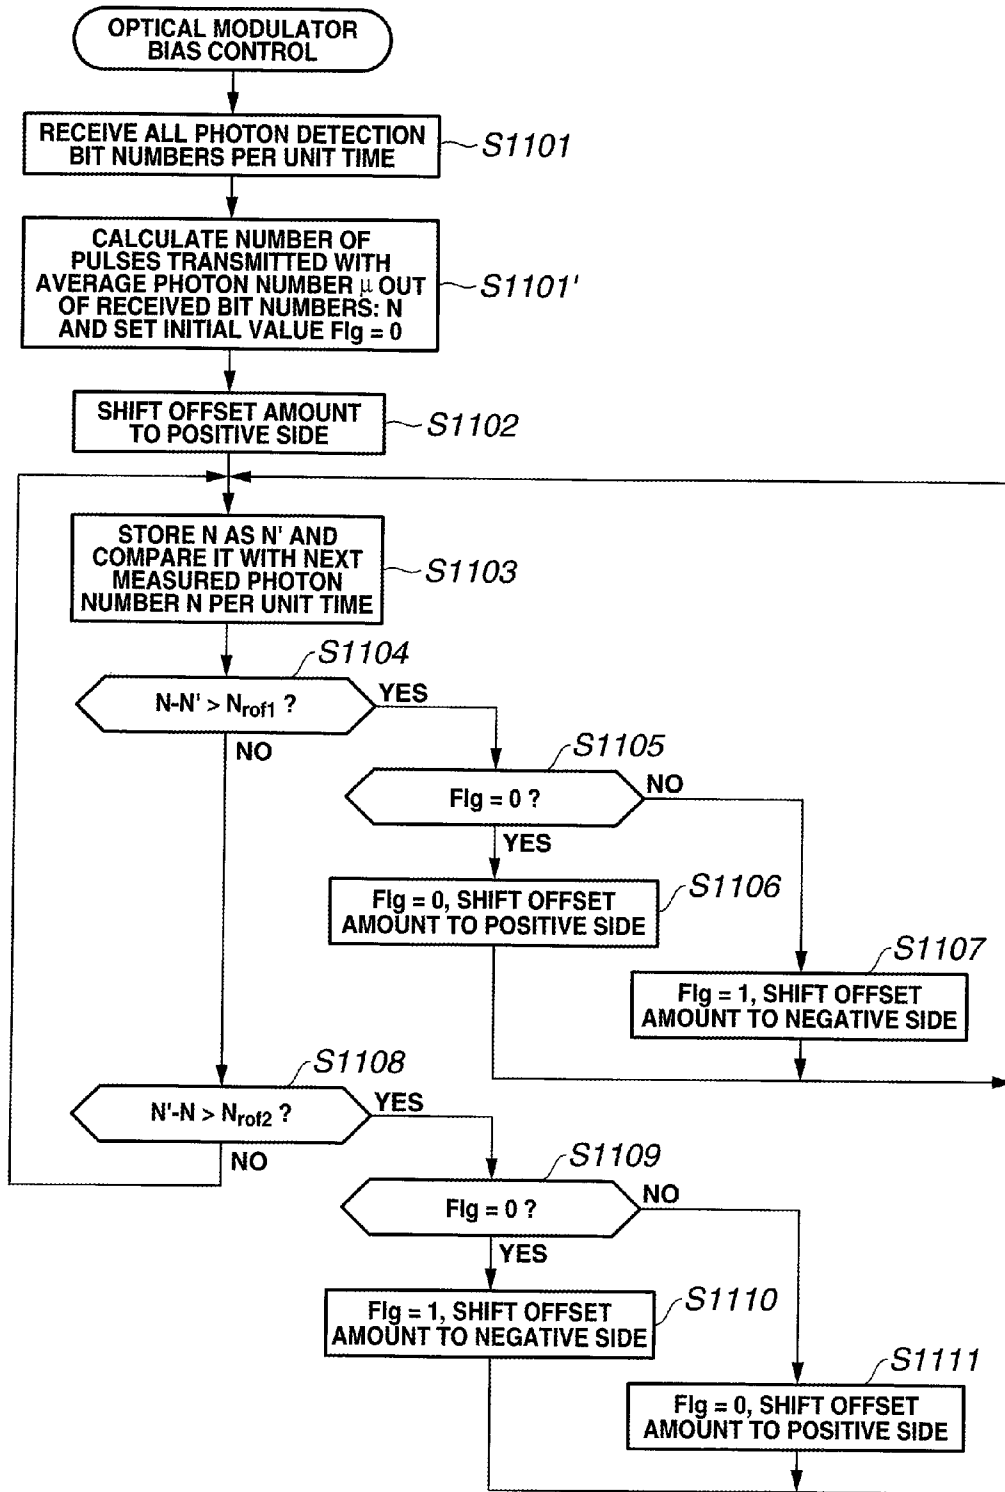 OPTICAL MODULATOR
BIAS CONTROL
RECEIVE ALL PHOTON DETECTION
BIT NUMBERS PER UNIT TIME
S1101
CALCULATE NUMBER OF
PULSES TRANSMITTED WITH
AVERAGE PHOTON NUMBER μ OUT
OF RECEIVED BIT NUMBERS: N
AND SET INITIAL VALUE Flg = 0
S1101'
SHIFT OFFSET AMOUNT
TO POSITIVE SIDE
S1102
STORE N AS N' AND
COMPARE IT WITH NEXT
MEASURED PHOTON
NUMBER N PER UNIT TIME
S1103
S1104
N-N' > Nrof1 ?
YES
NO
S1105
Flg = 0 ?
NO
YES
S1106
Flg = 0, SHIFT OFFSET
AMOUNT TO POSITIVE SIDE
S1107
Flg = 1, SHIFT OFFSET
AMOUNT TO NEGATIVE SIDE
S1108
N'-N > Nrof2 ?
YES
NO
S1109
Flg = 0 ?
NO
YES
S1110
Flg = 1, SHIFT OFFSET
AMOUNT TO NEGATIVE SIDE
S1111
Flg = 0, SHIFT OFFSET
AMOUNT TO POSITIVE SIDE